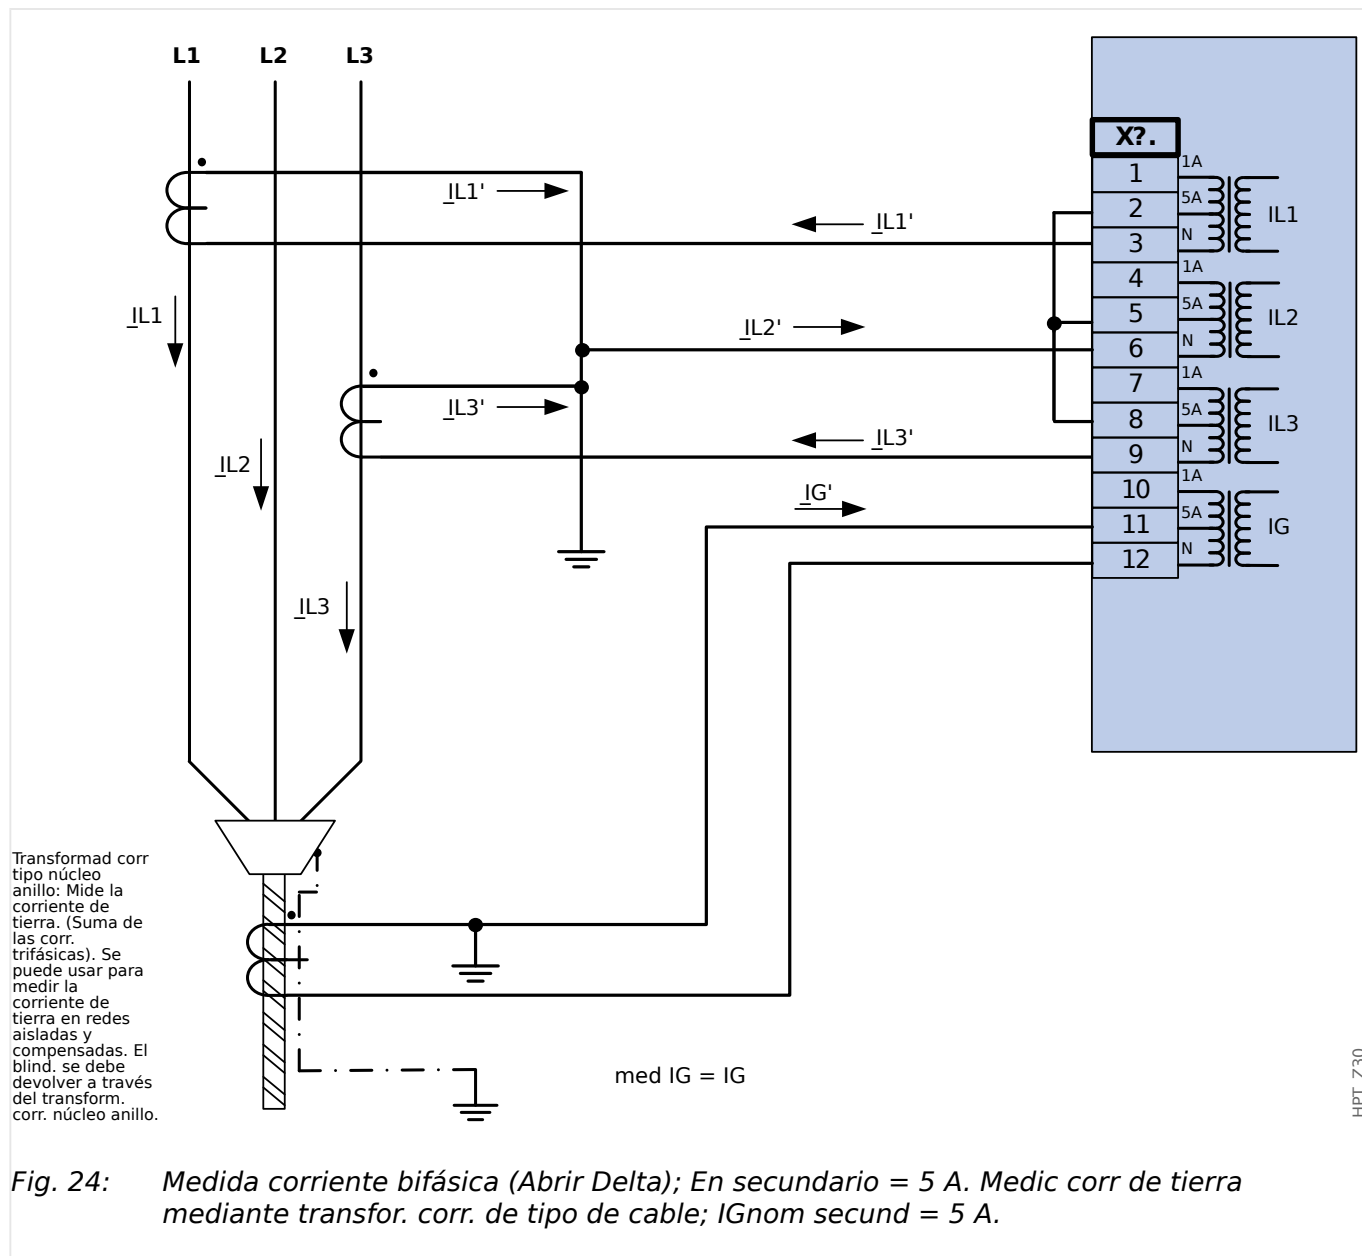 L1 L2 L3
X?.
1
2
3
4
5
6
7
8
9
10
11
12
1A
5A
N
IL1
1A
5A
N
IL2
1A
5A
N
IL3
1A
5A
N
IG
_IL1'
_IL1'
_IL1
_IL2'
_IL3'
_IL3'
_IL2
_IG'
_IL3
Transformad corr
tipo núcleo
anillo: Mide la
corriente de
tierra. (Suma de
las corr.
trifásicas). Se
puede usar para
medir la
corriente de
tierra en redes
aisladas y
compensadas. El
blind. se debe
devolver a través
del transform.
corr. núcleo anillo.
med IG = IG
HPT_Z30
Fig. 24: Medida corriente bifásica (Abrir Delta); En secundario = 5 A. Medic corr de tierra
mediante transfor. corr. de tipo de cable; IGnom secund = 5 A.